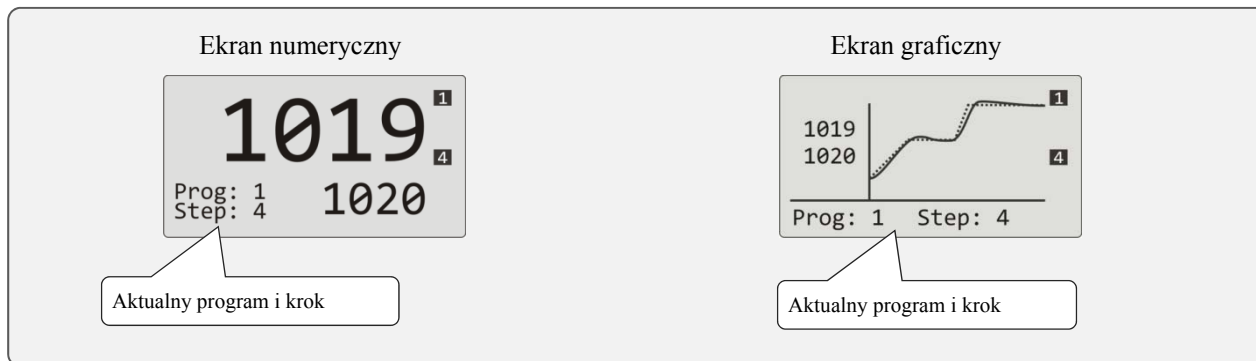 Ekran numeryczny
1019
1
4
Prog: 1
Step: 4
1020
Aktualny program i krok
Ekran graficzny
1019
1020
1
4
Prog: 1 Step: 4
Aktualny program i krok